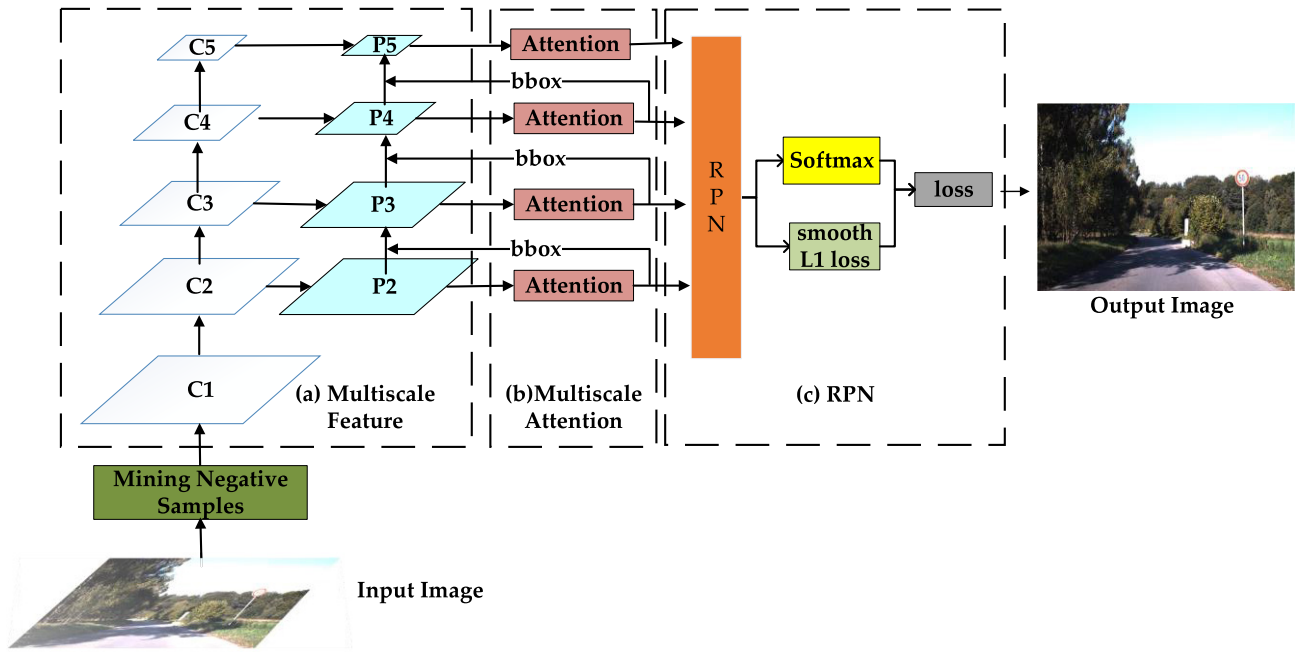 C5
P5
Attention
bbox
C4
P4
Attention
bbox
C3
P3
Attention
bbox
C2
P2
Attention
C1
(a) Multiscale
Feature
(b)Multiscale
Attention
R
P
N
Softmax
smooth
L1 loss
loss
(c) RPN
Output Image
Mining Negative
Samples
Input Image